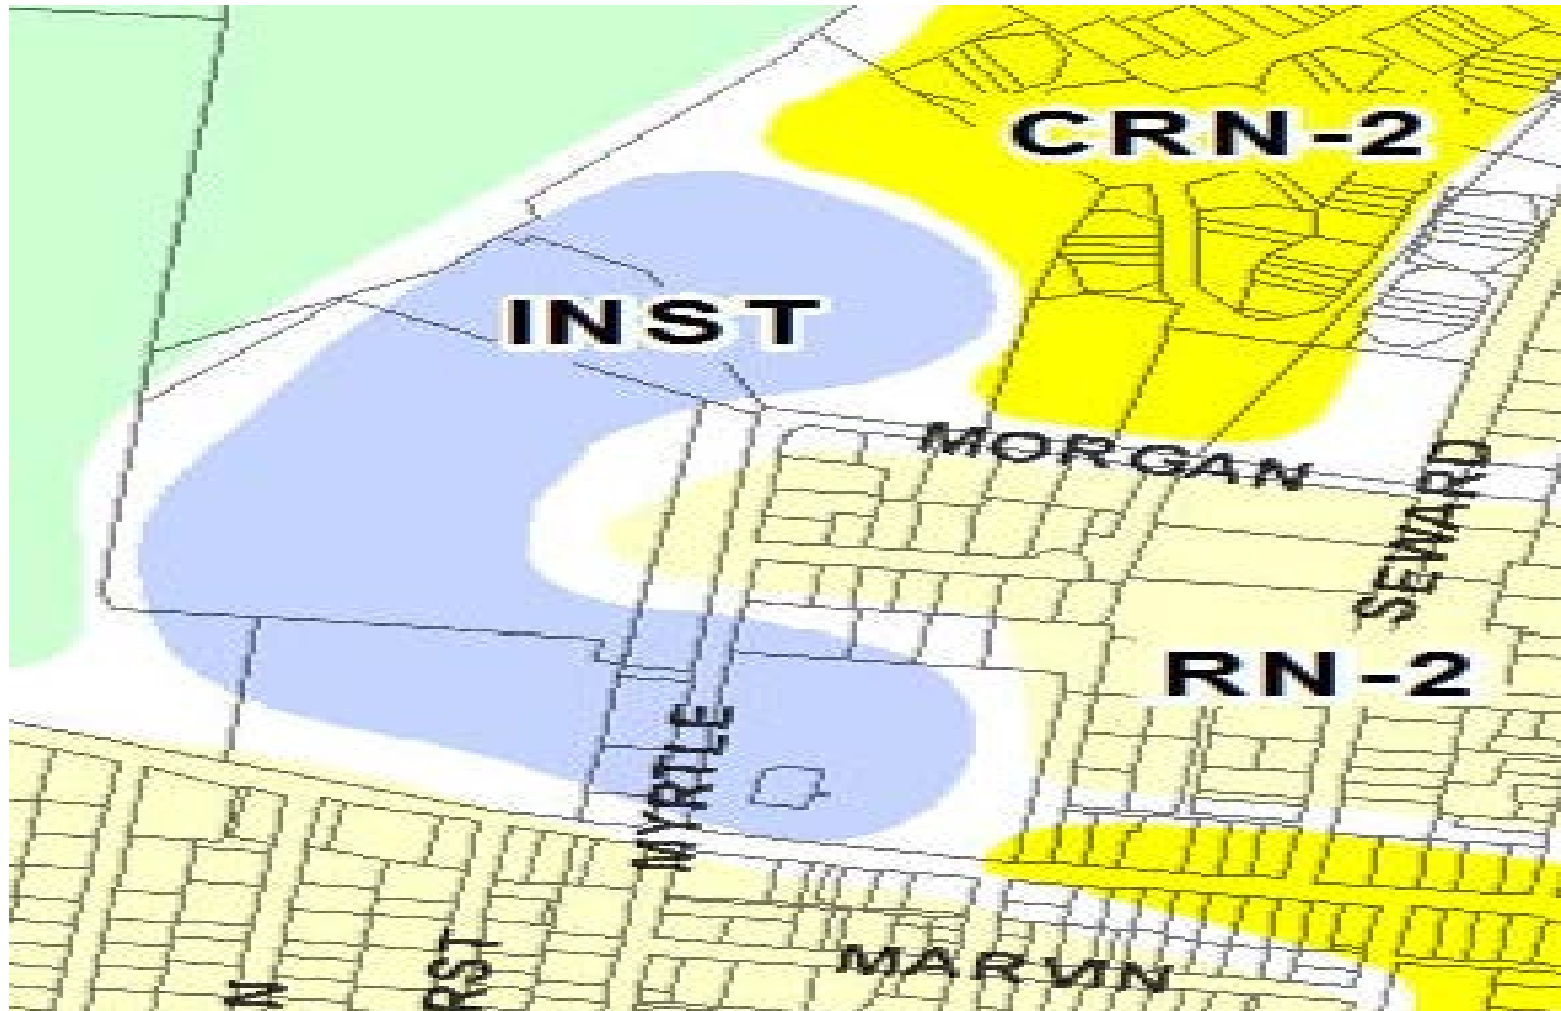 CRN-2
INST
MORGAN
SEWARD
RN-2
MYRTLE
MARVIN
N
RST